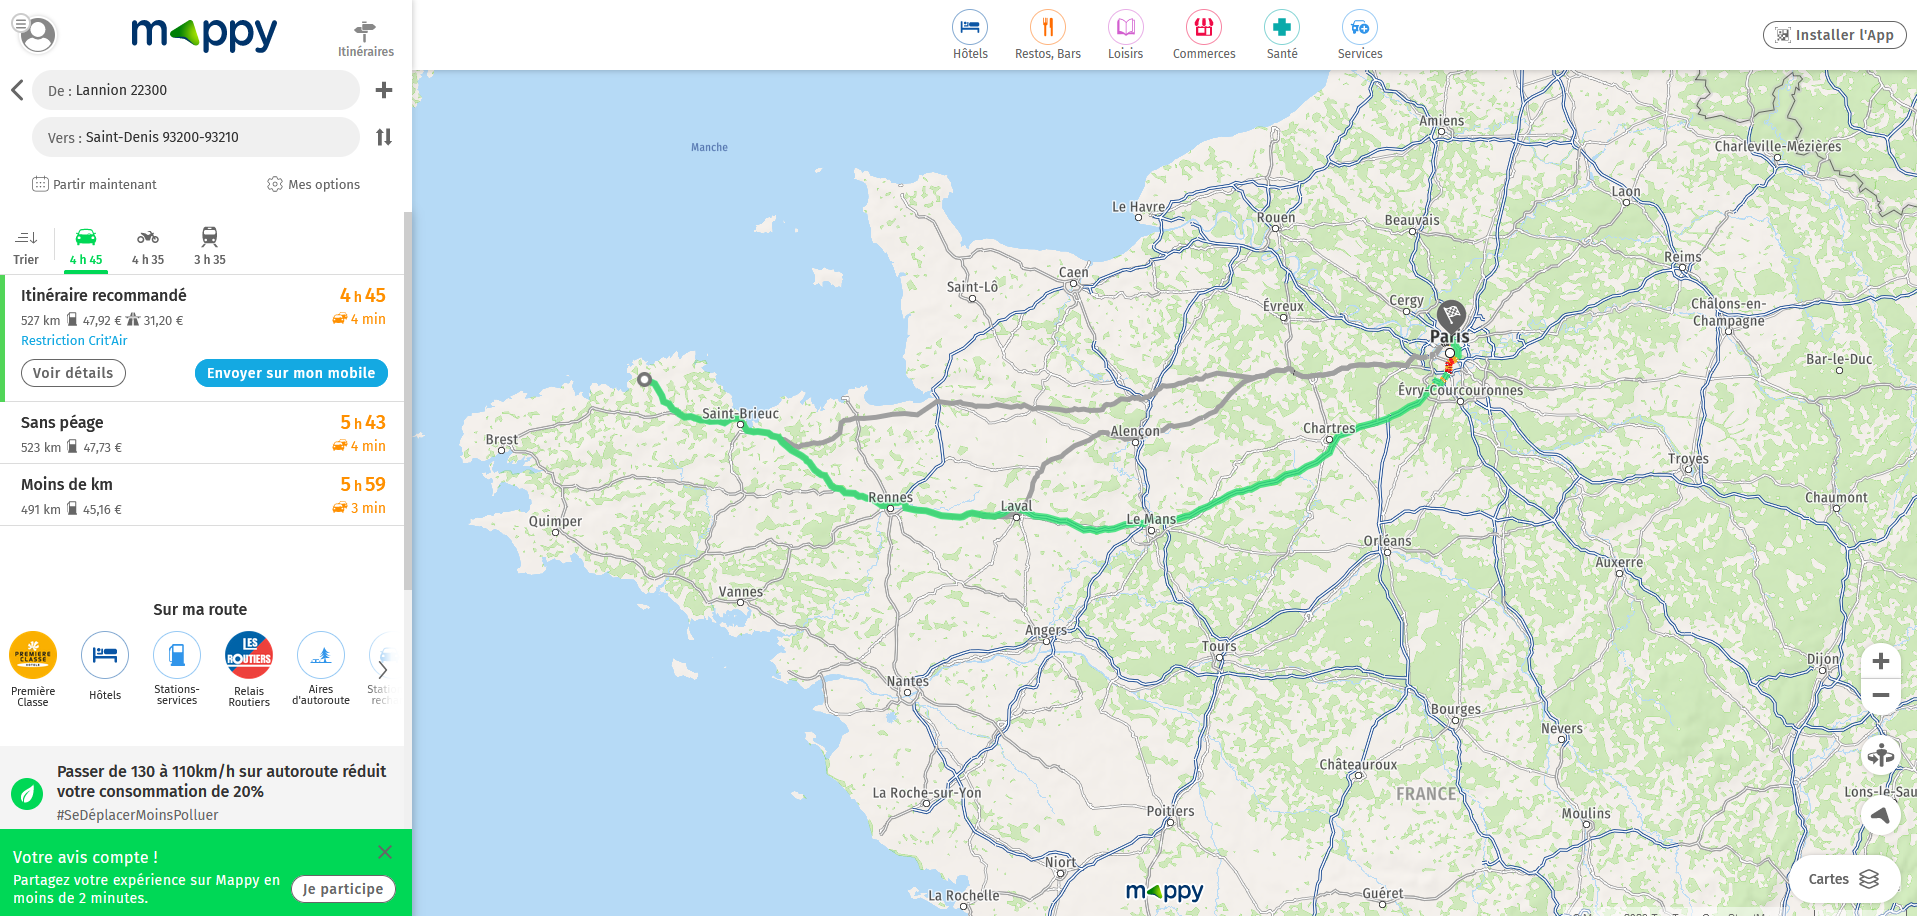 mappy
Itinéraires
De : Lannion 22300
Vers : Saint-Denis 93200-93210
Partir maintenant
Mes options
Trier
4 h 45
4 h 35
3 h 35
Itinéraire recommandé
4 h 45
527 km 47,92 € 31,20 €
4 min
Restriction Crit'Air
Voir détails
Envoyer sur mon mobile
Sans péage
5 h 43
523 km 47,73 €
4 min
Moins de km
5 h 59
491 km 45,16 €
3 min
Sur ma route
PREMIERE
CLASSE
LES
ROUTIERS
Première
Classe
Hôtels
Stations-
services
Relais
Routiers
Aires
d'autoroute
Passer de 130 à 110km/h sur autoroute réduit
votre consommation de 20%
#SeDéplacerMoinsPolluer
Votre avis compte !
Partagez votre expérience sur Mappy en
moins de 2 minutes.
Je participe
Hôtels
Restos, Bars
Loisirs
Commerces
Santé
Services
Installer l'App
Manche
Amiens
Charleville-Mézières
Laon
Le Havre
Rouen
Beauvais
Reims
Caen
Saint-Lô
Évreux
Cergy
Châlons-en-
Champagne
Paris
Bar-le-Duc
Évry-Courcouronnes
Saint-Brieuc
Brest
Alençon
Chartres
Troyes
Rennes
Laval
Chaumont
Quimper
Le Mans
Orléans
Auxerre
Vannes
Angers
Tours
Dijon
Nantes
Bourges
Nevers
Châteauroux
La Roche-sur-Yon
FRANCE
Lons-le-Sau
Poitiers
Moulins
Niort
Cartes
La Rochelle
mappy
Guéret